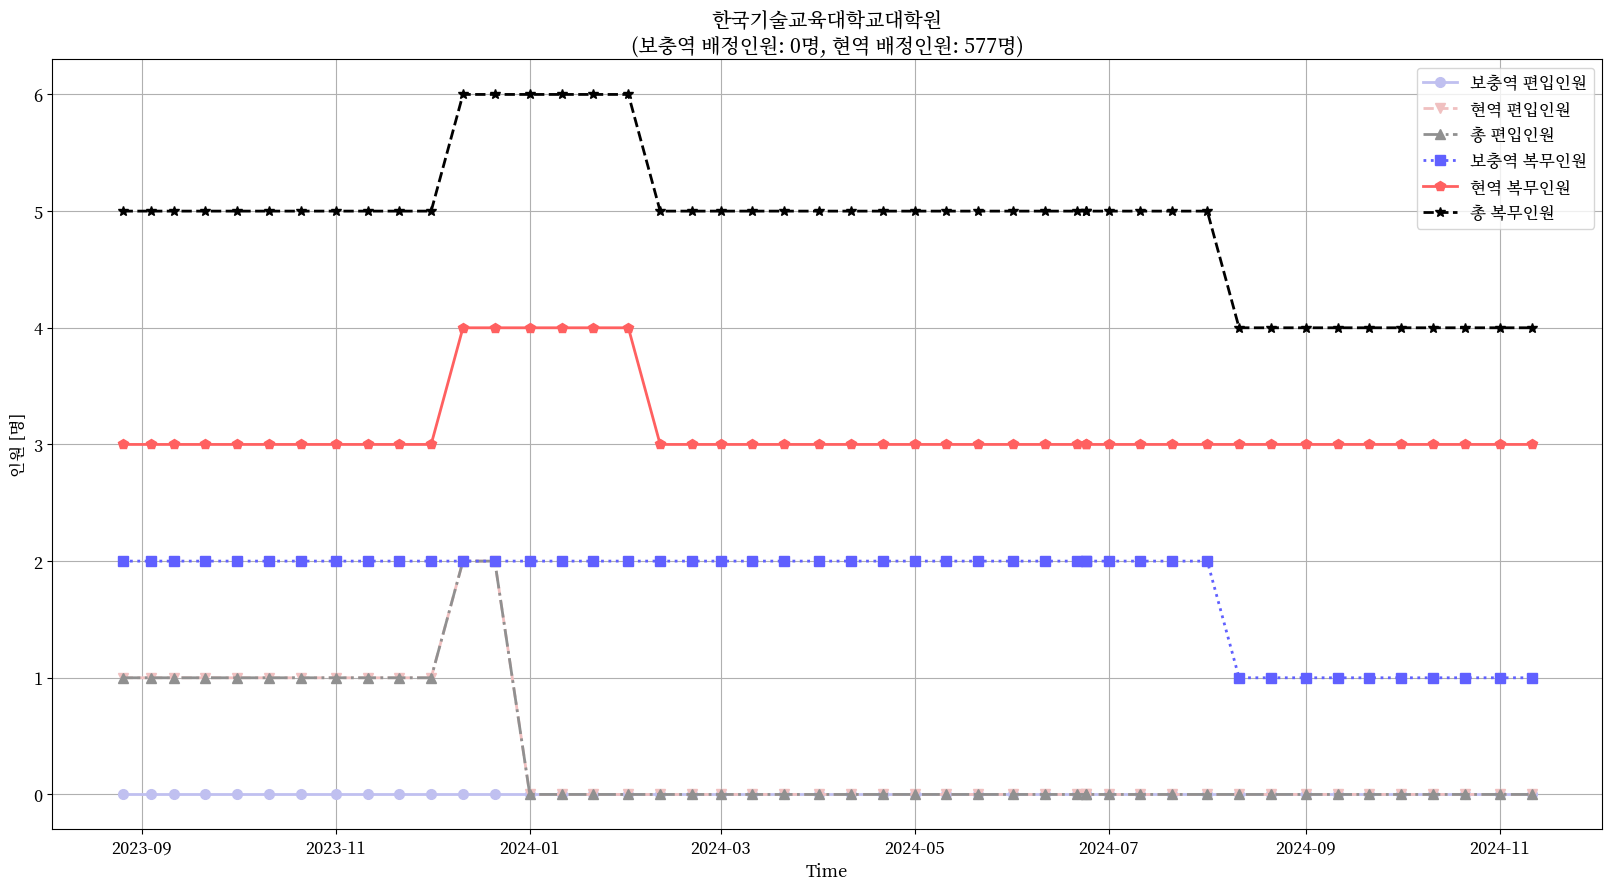 한국기술교육대학교대학원
(보충역 배정인원: 0명, 현역 배정인원: 577명)
보충역 편입인원
현역 편입인원
총 편입인원
보충역 복무인원
현역 복무인원
총 복무인원
인원 [명]
6
5
4
3
2
1
0
2023-09
2023-11
2024-01
2024-03
2024-05
2024-07
2024-09
2024-11
Time